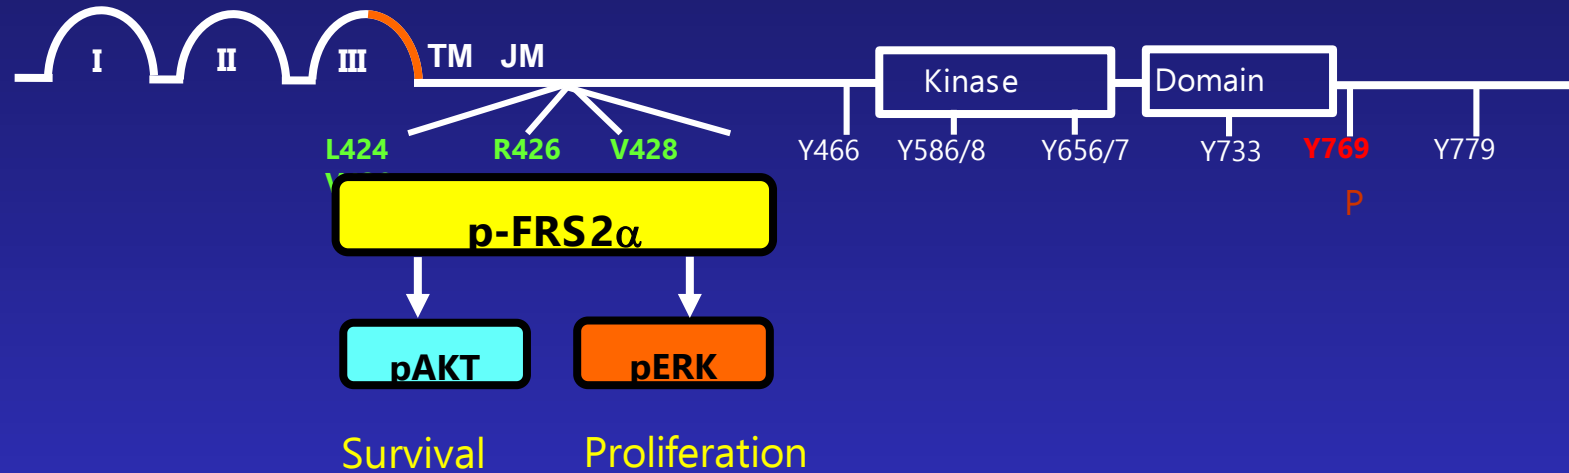 I II III TM JM
Kinase Domain
L424 R426 V428 Y466 Y586/8 Y656/7 Y733 Y769 Y779
P
p-FRS2α
pAKT pERK
Survival Proliferation